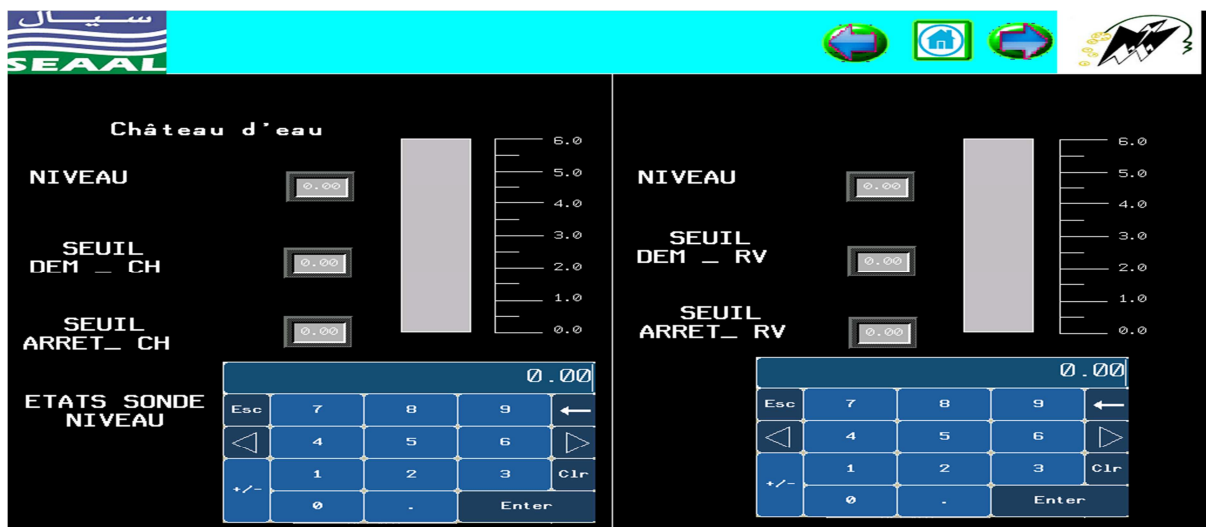 سيال
SEAAL
Château d'eau
NIVEAU
0.00
SEUIL
DEM _ CH
0.00
SEUIL
ARRET_ CH
0.00
6.0
5.0
4.0
3.0
2.0
1.0
0.0
ETATS SONDE
NIVEAU
0.00
Esc 7 8 9
4 5 6
1 2 3 Clr
+/-
0 . Enter
NIVEAU
0.00
SEUIL
DEM _ RV
0.00
SEUIL
ARRET_ RV
0.00
6.0
5.0
4.0
3.0
2.0
1.0
0.0
0.00
Esc 7 8 9
4 5 6
1 2 3 Clr
+/-
0 . Enter